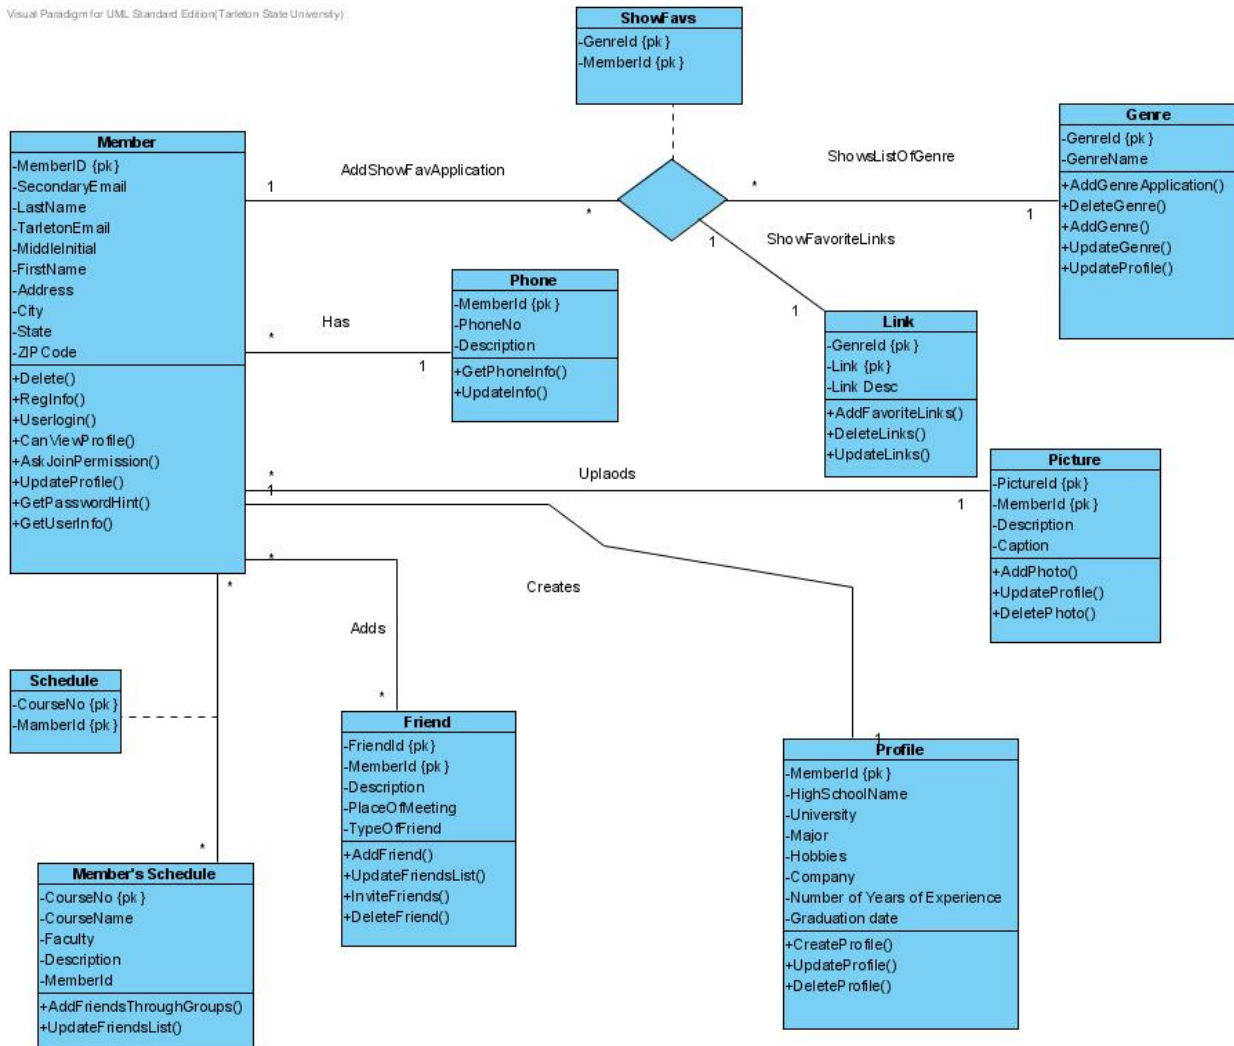 Visual Paradigm for UML Standard Edition(Tarleton State University)
ShowFavs
-GenreId {pk}
-MemberId {pk}
Member
-MemberID {pk}
-SecondaryEmail
-LastName
-TarletonEmail
-MiddleInitial
-FirstName
-Address
-City
-State
-ZIPCode
+Delete()
+RegInfo()
+Userlogin()
+CanViewProfile()
+AskJoinPermission()
+UpdateProfile()
+GetPasswordHint()
+GetUserInfo()
AddShowFavApplication
1
*
ShowsListOfGenre
*
1
Genre
-GenreId {pk}
-GenreName
+AddGenreApplication()
+DeleteGenre()
+AddGenre()
+UpdateGenre()
+UpdateProfile()
ShowFavoriteLinks
1
1
Phone
-MemberId {pk}
-PhoneNo
-Description
+GetPhoneInfo()
+UpdateInfo()
Has
*
1
Link
-GenreId {pk}
-Link {pk}
-Link Desc
+AddFavoriteLinks()
+DeleteLinks()
+UpdateLinks()
Uplaods
*
1
Picture
-PictureId {pk}
-MemberId {pk}
-Description
-Caption
+AddPhoto()
+UpdateProfile()
+DeletePhoto()
1
Creates
1
*
Adds
*
*
*
Schedule
-CourseNo {pk}
-MamberId {pk}
Friend
-FriendId {pk}
-MemberId {pk}
-Description
-PlaceOfMeeting
-TypeOfFriend
+AddFriend()
+UpdateFriendsList()
+InviteFriends()
+DeleteFriend()
Profile
-MemberId {pk}
-HighSchoolName
-University
-Major
-Hobbies
-Company
-Number of Years of Experience
-Graduation date
+CreateProfile()
+UpdateProfile()
+DeleteProfile()
Member's Schedule
-CourseNo {pk}
-CourseName
-Faculty
-Description
-MemberId
+AddFriendsThroughGroups()
+UpdateFriendsList()